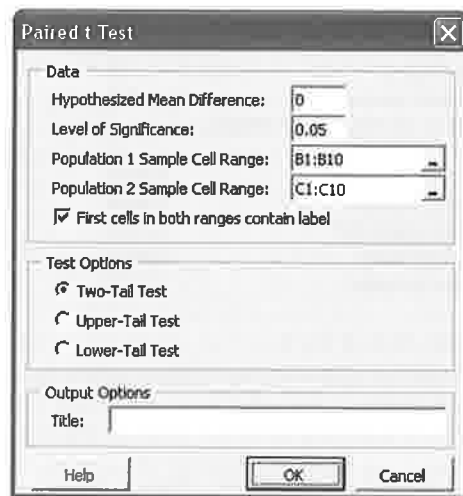 Paired t Test
Data
Hypothesized Mean Difference: 0
Level of Significance: 0.05
Population 1 Sample Cell Range: B1:B10
Population 2 Sample Cell Range: C1:C10
First cells in both ranges contain label
Test Options
Two-Tail Test
Upper-Tail Test
Lower-Tail Test
Output Options
Title:
Help OK Cancel